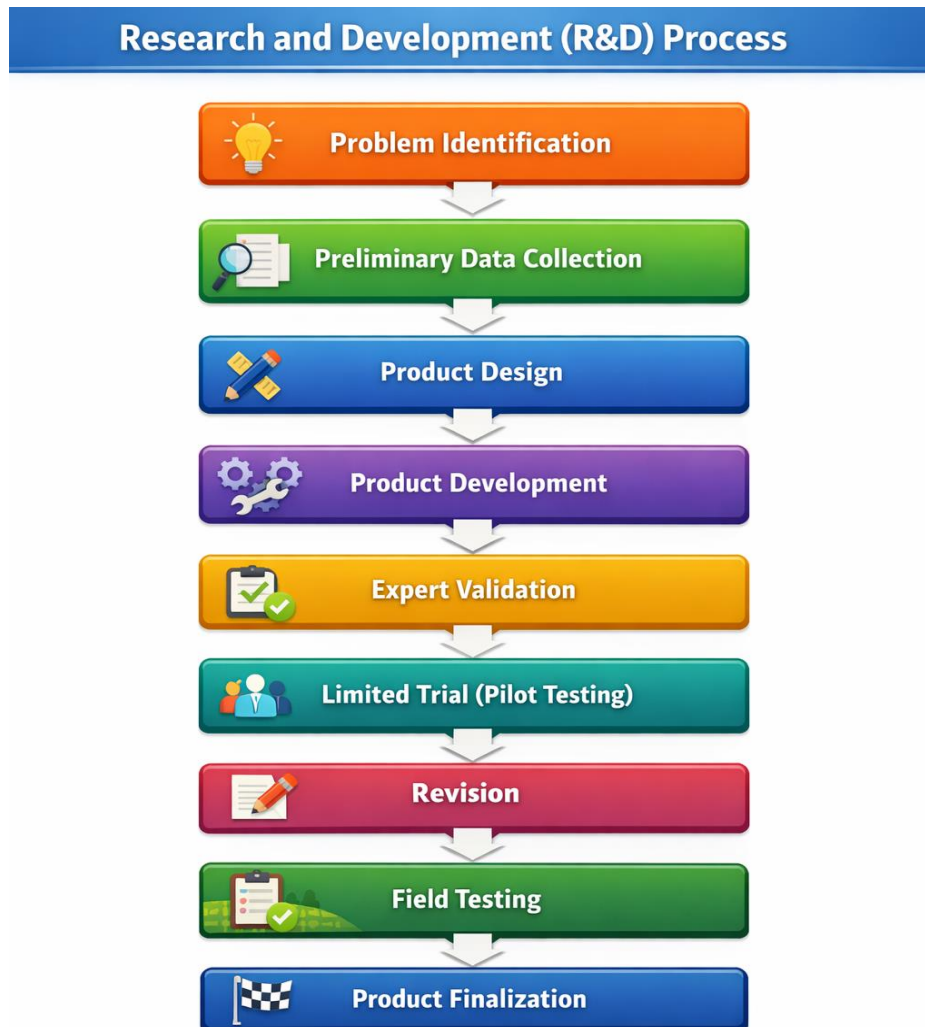 Research and Development (R&D) Process
Problem Identification
Preliminary Data Collection
Product Design
Product Development
Expert Validation
Limited Trial (Pilot Testing)
Revision
Field Testing
Product Finalization